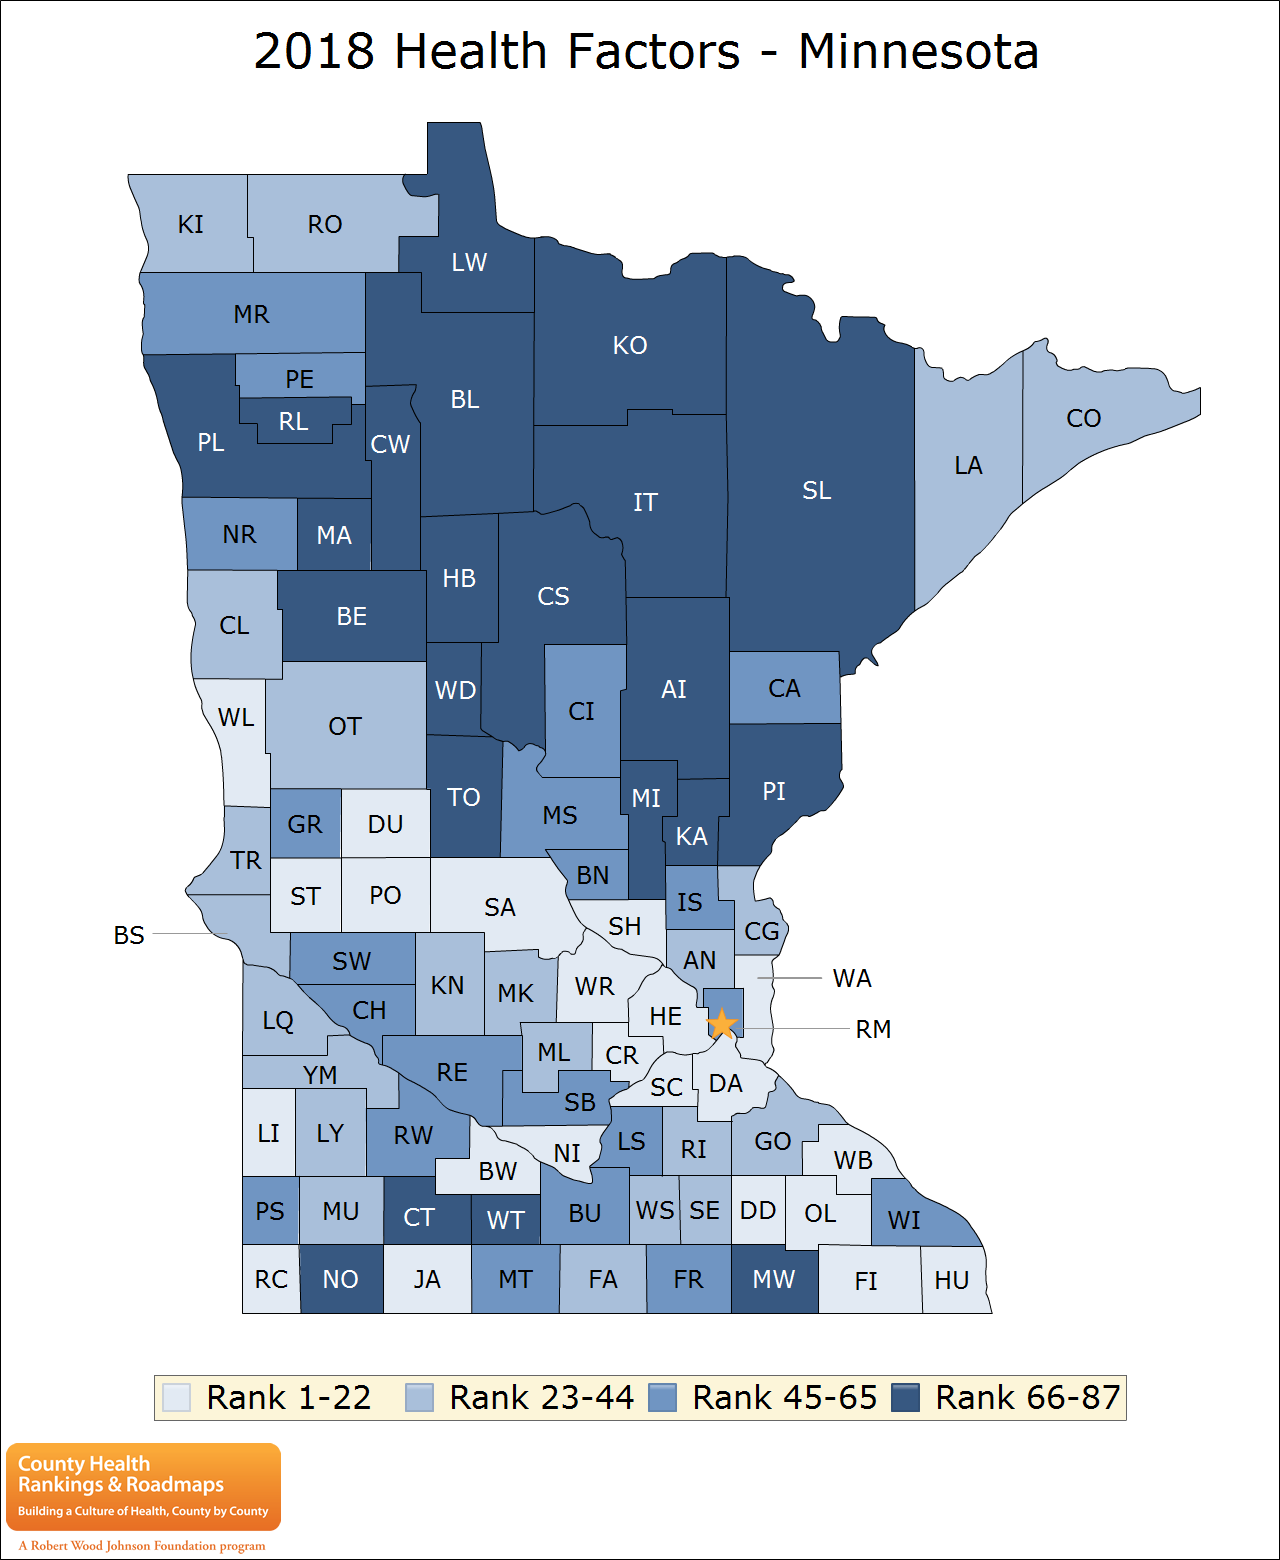 2018 Health Factors - Minnesota
KI
RO
LW
MR
KO
PE
BL
RL
CO
PL
CW
LA
SL
IT
NR
MA
HB
CS
BE
CL
WD
AI
CA
CI
WL
OT
PI
TO
MI
MS
GR
DU
KA
TR
BN
ST
PO
IS
SA
SH
CG
BS
SW
AN
WA
KN
WR
MK
CH
HE
LQ
RM
ML
CR
YM
RE
SC
DA
SB
LI
LY
RW
LS
GO
RI
NI
WB
BW
PS
MU
CT
WT
BU
WS
SE
DD
OL
WI
RC
NO
JA
MT
FA
FR
MW
FI
HU
Rank 1-22
Rank 23-44
Rank 45-65
Rank 66-87
County Health
Rankings & Roadmaps
Building a Culture of Health, County by County
A Robert Wood Johnson Foundation program